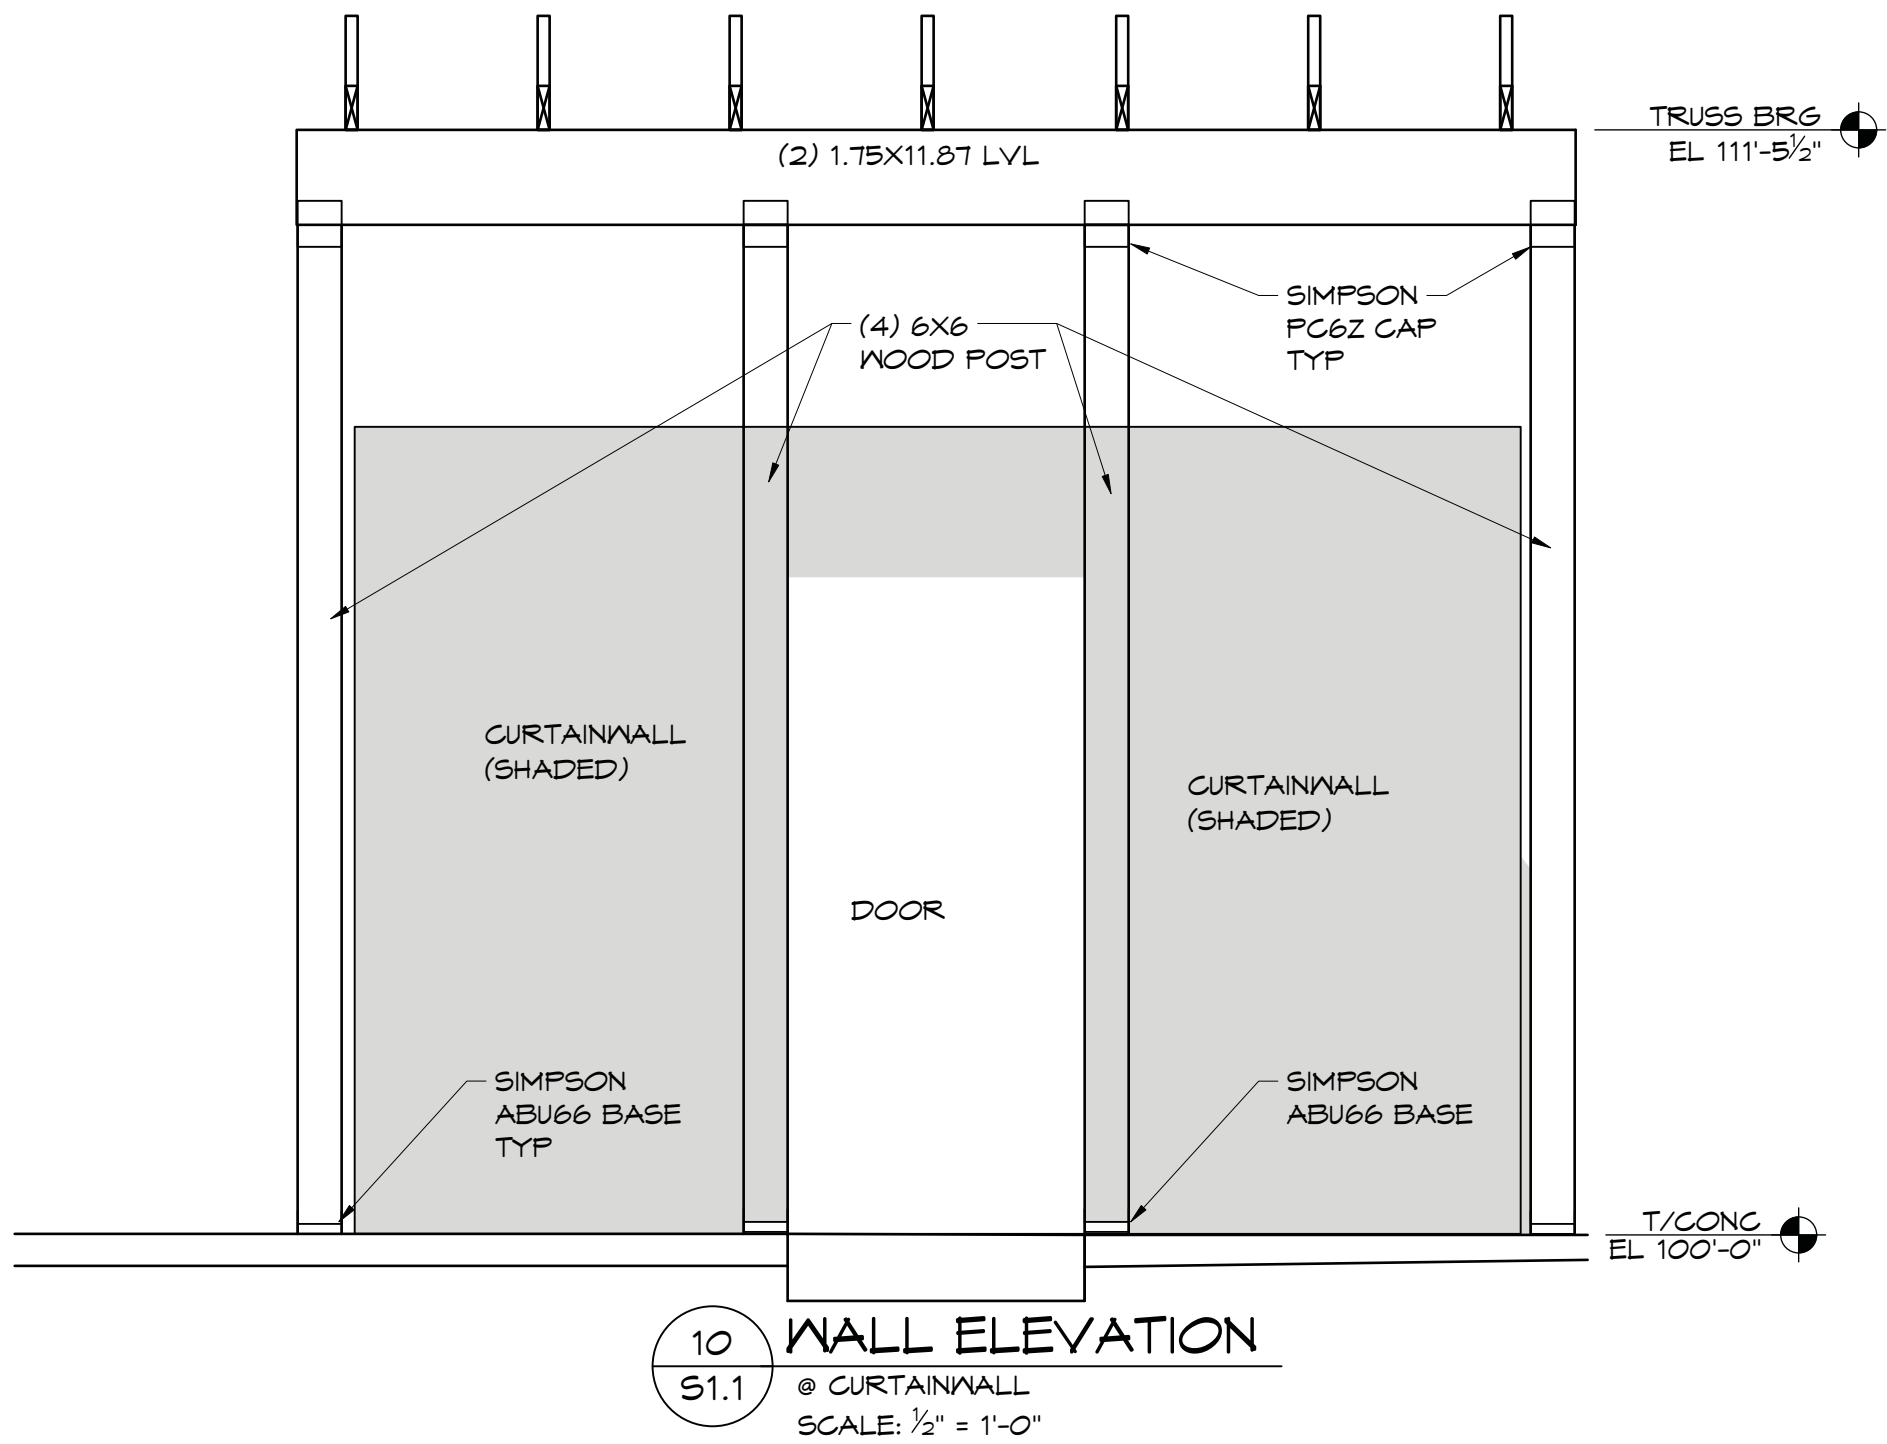 (2) 1.75X11.87 LVL
TRUSS BRG
EL 111'-5½"
SIMPSON
PC6Z CAP
TYP
(4) 6X6
WOOD POST
CURTAINWALL
(SHADED)
CURTAINWALL
(SHADED)
DOOR
SIMPSON
ABU66 BASE
TYP
SIMPSON
ABU66 BASE
T/CONC
EL 100'-0"
10
S1.1
WALL ELEVATION
@ CURTAINWALL
SCALE: ½" = 1'-0"